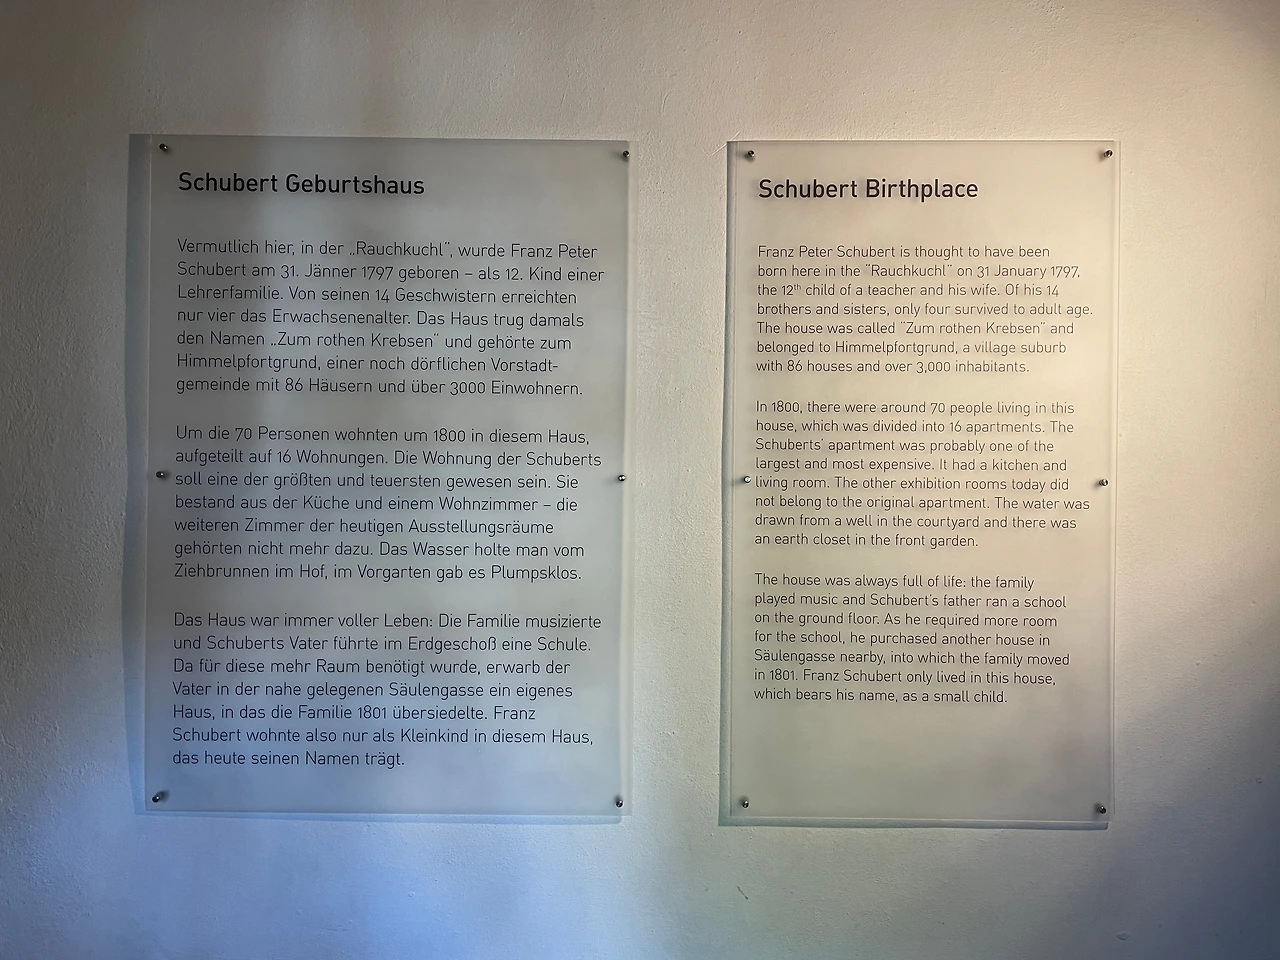 Schubert Geburtshaus
Vermutlich hier, in der „Rauchkuchl“, wurde Franz Peter
Schubert am 31. Jänner 1797 geboren – als 12. Kind einer
Lehrerfamilie. Von seinen 14 Geschwistern erreichten
nur vier das Erwachsenenalter. Das Haus trug damals
den Namen „Zum rothen Krebsen“ und gehörte zum
Himmelpfortgrund, einer noch dörflichen Vorstadt-
gemeinde mit 86 Häusern und über 3000 Einwohnern.
Um die 70 Personen wohnten um 1800 in diesem Haus,
aufgeteilt auf 16 Wohnungen. Die Wohnung der Schuberts
soll eine der größten und teuersten gewesen sein. Sie
bestand aus der Küche und einem Wohnzimmer – die
weiteren Zimmer der heutigen Ausstellungsräume
gehörten nicht mehr dazu. Das Wasser holte man vom
Ziehbrunnen im Hof, im Vorgarten gab es Plumpsklos.
Das Haus war immer voller Leben: Die Familie musizierte
und Schuberts Vater führte im Erdgeschoß eine Schule.
Da für diese mehr Raum benötigt wurde, erwarb der
Vater in der nahe gelegenen Säulengasse ein eigenes
Haus, in das die Familie 1801 übersiedelte. Franz
Schubert wohnte also nur als Kleinkind in diesem Haus,
das heute seinen Namen trägt.
Schubert Birthplace
Franz Peter Schubert is thought to have been
born here in the “Rauchkuchl” on 31 January 1797,
the 12th child of a teacher and his wife. Of his 14
brothers and sisters, only four survived to adult age.
The house was called “Zum rothen Krebsen” and
belonged to Himmelpfortgrund, a village suburb
with 86 houses and over 3,000 inhabitants.
In 1800, there were around 70 people living in this
house, which was divided into 16 apartments. The
Schuberts’ apartment was probably one of the
largest and most expensive. It had a kitchen and
living room. The other exhibition rooms today did
not belong to the original apartment. The water was
drawn from a well in the courtyard and there was
an earth closet in the front garden.
The house was always full of life: the family
played music and Schubert’s father ran a school
on the ground floor. As he required more room
for the school, he purchased another house in
Säulengasse nearby, into which the family moved
in 1801. Franz Schubert only lived in this house,
which bears his name, as a small child.